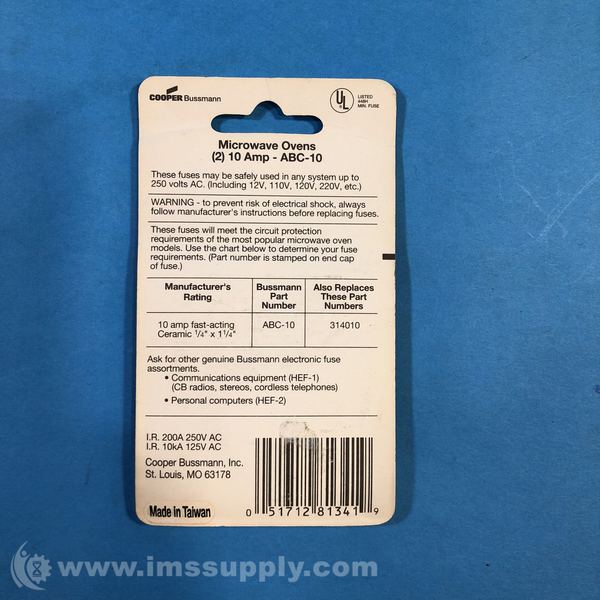 COOPER Bussmann
UL
LISTED
448H
MIN. FUSE
Microwave Ovens
(2) 10 Amp - ABC-10
These fuses may be safely used in any system up to
250 volts AC. (Including 12V, 110V, 120V, 220V, etc.)
WARNING - to prevent risk of electrical shock, always
follow manufacturer's instructions before replacing fuses.
These fuses will meet the circuit protection
requirements of the most popular microwave oven
models. Use the chart below to determine your fuse
requirements. (Part number is stamped on end cap
of fuse.)
Manufacturer's
Rating
Bussmann
Part
Number
Also Replaces
These Part
Numbers
10 amp fast-acting
Ceramic 1/4" x 1 1/4"
ABC-10
314010
Ask for other genuine Bussmann electronic fuse
assortments.
• Communications equipment (HEF-1)
(CB radios, stereos, cordless telephones)
• Personal computers (HEF-2)
I.R. 200A 250V AC
I.R. 10kA 125V AC
Cooper Bussmann, Inc.
St. Louis, MO 63178
Made in Taiwan
0 51712 81341 9
www.imssupply.com